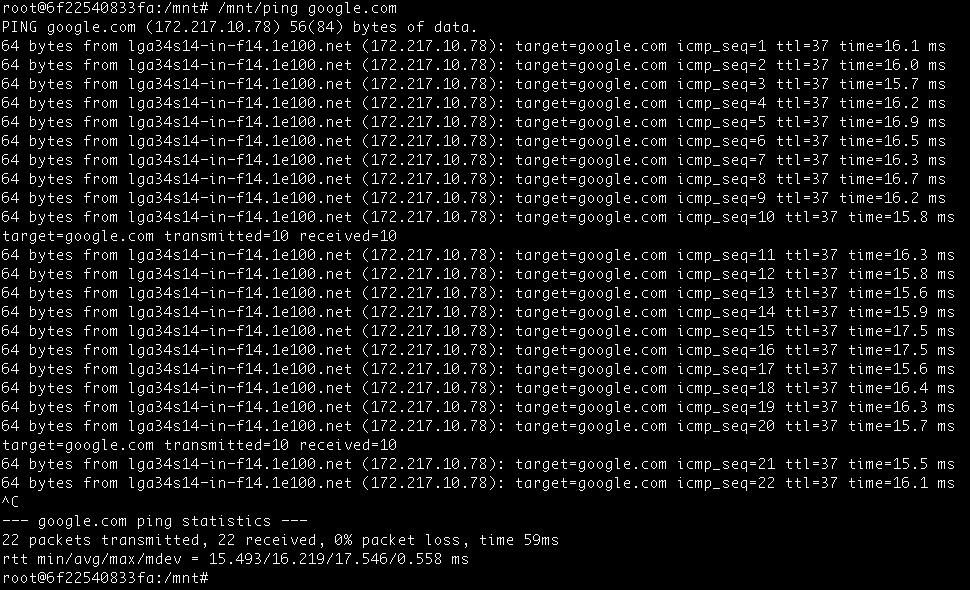 root@6f22540833fa:/mnt# /mnt/ping google.com
PING google.com (172.217.10.78) 56(84) bytes of data.
64 bytes from lga34s14-in-f14.1e100.net (172.217.10.78): target=google.com icmp_seq=1 ttl=37 time=16.1 ms
64 bytes from lga34s14-in-f14.1e100.net (172.217.10.78): target=google.com icmp_seq=2 ttl=37 time=16.0 ms
64 bytes from lga34s14-in-f14.1e100.net (172.217.10.78): target=google.com icmp_seq=3 ttl=37 time=15.7 ms
64 bytes from lga34s14-in-f14.1e100.net (172.217.10.78): target=google.com icmp_seq=4 ttl=37 time=16.2 ms
64 bytes from lga34s14-in-f14.1e100.net (172.217.10.78): target=google.com icmp_seq=5 ttl=37 time=16.9 ms
64 bytes from lga34s14-in-f14.1e100.net (172.217.10.78): target=google.com icmp_seq=6 ttl=37 time=16.5 ms
64 bytes from lga34s14-in-f14.1e100.net (172.217.10.78): target=google.com icmp_seq=7 ttl=37 time=16.3 ms
64 bytes from lga34s14-in-f14.1e100.net (172.217.10.78): target=google.com icmp_seq=8 ttl=37 time=16.7 ms
64 bytes from lga34s14-in-f14.1e100.net (172.217.10.78): target=google.com icmp_seq=9 ttl=37 time=16.2 ms
64 bytes from lga34s14-in-f14.1e100.net (172.217.10.78): target=google.com icmp_seq=10 ttl=37 time=15.8 ms
target=google.com transmitted=10 received=10
64 bytes from lga34s14-in-f14.1e100.net (172.217.10.78): target=google.com icmp_seq=11 ttl=37 time=16.3 ms
64 bytes from lga34s14-in-f14.1e100.net (172.217.10.78): target=google.com icmp_seq=12 ttl=37 time=15.8 ms
64 bytes from lga34s14-in-f14.1e100.net (172.217.10.78): target=google.com icmp_seq=13 ttl=37 time=15.6 ms
64 bytes from lga34s14-in-f14.1e100.net (172.217.10.78): target=google.com icmp_seq=14 ttl=37 time=15.9 ms
64 bytes from lga34s14-in-f14.1e100.net (172.217.10.78): target=google.com icmp_seq=15 ttl=37 time=17.5 ms
64 bytes from lga34s14-in-f14.1e100.net (172.217.10.78): target=google.com icmp_seq=16 ttl=37 time=17.5 ms
64 bytes from lga34s14-in-f14.1e100.net (172.217.10.78): target=google.com icmp_seq=17 ttl=37 time=15.6 ms
64 bytes from lga34s14-in-f14.1e100.net (172.217.10.78): target=google.com icmp_seq=18 ttl=37 time=16.4 ms
64 bytes from lga34s14-in-f14.1e100.net (172.217.10.78): target=google.com icmp_seq=19 ttl=37 time=16.3 ms
64 bytes from lga34s14-in-f14.1e100.net (172.217.10.78): target=google.com icmp_seq=20 ttl=37 time=15.7 ms
target=google.com transmitted=10 received=10
64 bytes from lga34s14-in-f14.1e100.net (172.217.10.78): target=google.com icmp_seq=21 ttl=37 time=15.5 ms
64 bytes from lga34s14-in-f14.1e100.net (172.217.10.78): target=google.com icmp_seq=22 ttl=37 time=16.1 ms
^C
--- google.com ping statistics ---
22 packets transmitted, 22 received, 0% packet loss, time 59ms
rtt min/avg/max/mdev = 15.493/16.219/17.546/0.558 ms
root@6f22540833fa:/mnt#